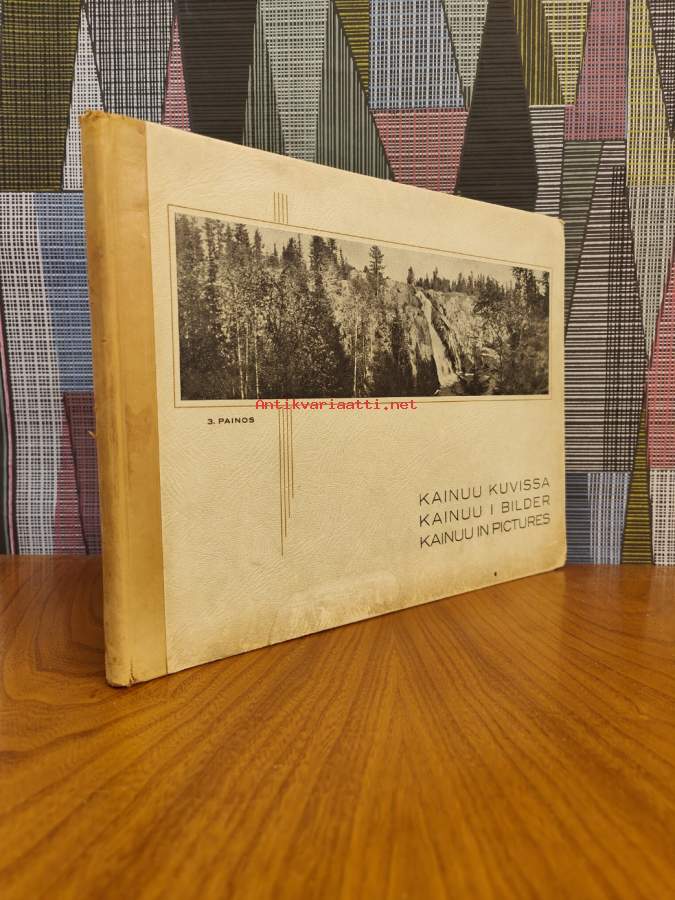 Antikvariaatti.net
3. PAINOS
KAINUU KUVISSA
KAINUU I BILDER
KAINUU IN PICTURES